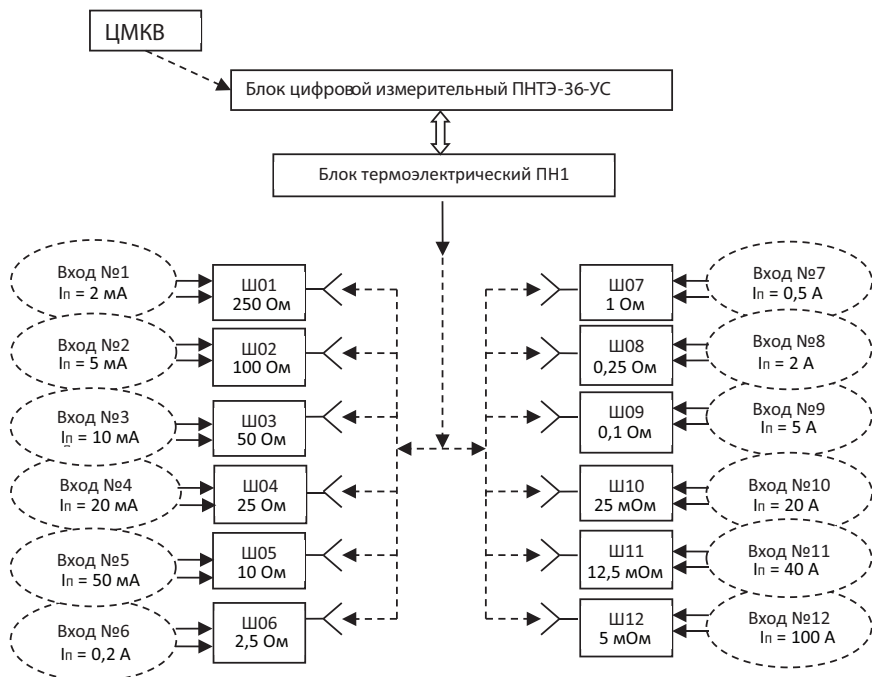 ЦМКВ
Блок цифровой измерительный ПНТЭ-36-УС
Блок термоэлектрический ПН1
Вход №1
Iп = 2 мА
Ш01
250 Ом
Вход №2
Iп = 5 мА
Ш02
100 Ом
Вход №3
Iп = 10 мА
Ш03
50 Ом
Вход №4
Iп = 20 мА
Ш04
25 Ом
Вход №5
Iп = 50 мА
Ш05
10 Ом
Вход №6
Iп = 0,2 А
Ш06
2,5 Ом
Ш07
1 Ом
Вход №7
Iп = 0,5 А
Ш08
0,25 Ом
Вход №8
Iп = 2 А
Ш09
0,1 Ом
Вход №9
Iп = 5 А
Ш10
25 мОм
Вход №10
Iп = 20 А
Ш11
12,5 мОм
Вход №11
Iп = 40 А
Ш12
5 мОм
Вход №12
Iп = 100 А